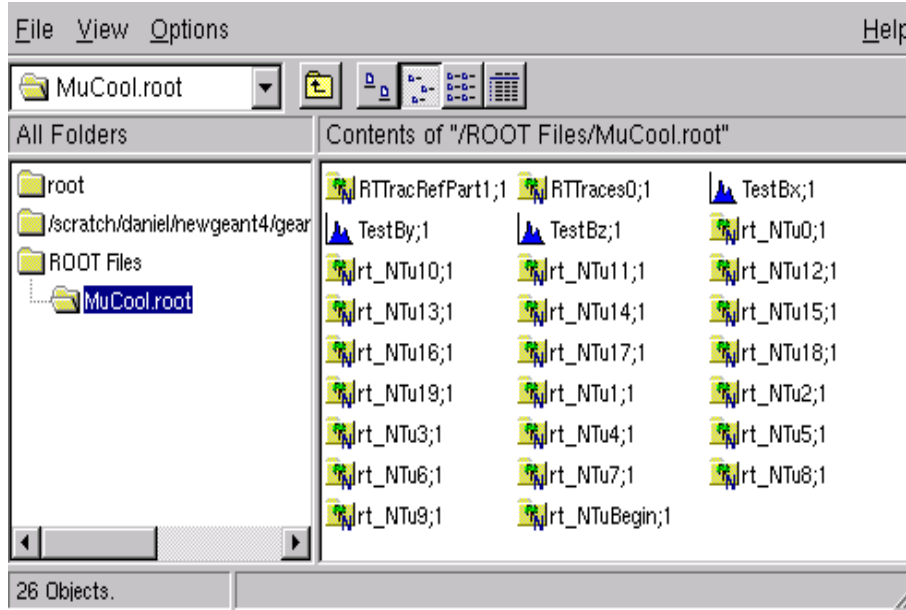 File View Options Help
MuCool.root
All Folders Contents of "/ROOT Files/MuCool.root"
root
/scratch/daniel/newgeant4/gear
ROOT Files
MuCool.root
RTTracRefPart1;1 RTTraces0;1 TestBx;1
TestBy;1 TestBz;1 rt_NTu0;1
rt_NTu10;1 rt_NTu11;1 rt_NTu12;1
rt_NTu13;1 rt_NTu14;1 rt_NTu15;1
rt_NTu16;1 rt_NTu17;1 rt_NTu18;1
rt_NTu19;1 rt_NTu1;1 rt_NTu2;1
rt_NTu3;1 rt_NTu4;1 rt_NTu5;1
rt_NTu6;1 rt_NTu7;1 rt_NTu8;1
rt_NTu9;1 rt_NTuBegin;1
26 Objects.